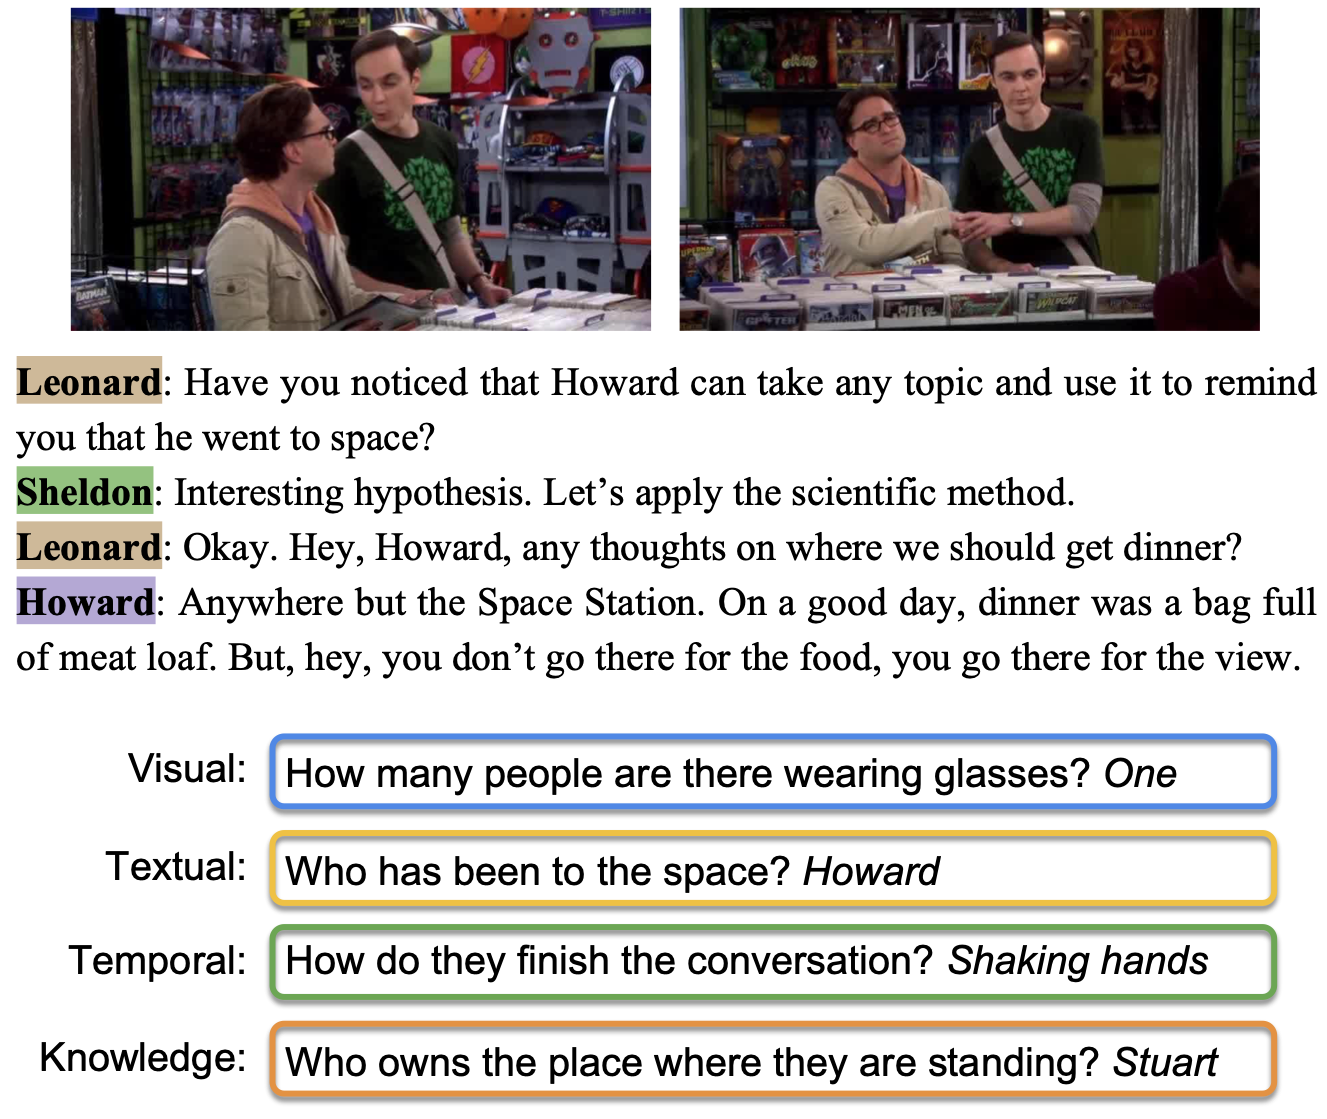 T-SHIRT
BATMAN
SUPERMAN
WILDCAT
Leonard: Have you noticed that Howard can take any topic and use it to remind
you that he went to space?
Sheldon: Interesting hypothesis. Let’s apply the scientific method.
Leonard: Okay. Hey, Howard, any thoughts on where we should get dinner?
Howard: Anywhere but the Space Station. On a good day, dinner was a bag full
of meat loaf. But, hey, you don’t go there for the food, you go there for the view.
Visual: How many people are there wearing glasses? One
Textual: Who has been to the space? Howard
Temporal: How do they finish the conversation? Shaking hands
Knowledge: Who owns the place where they are standing? Stuart